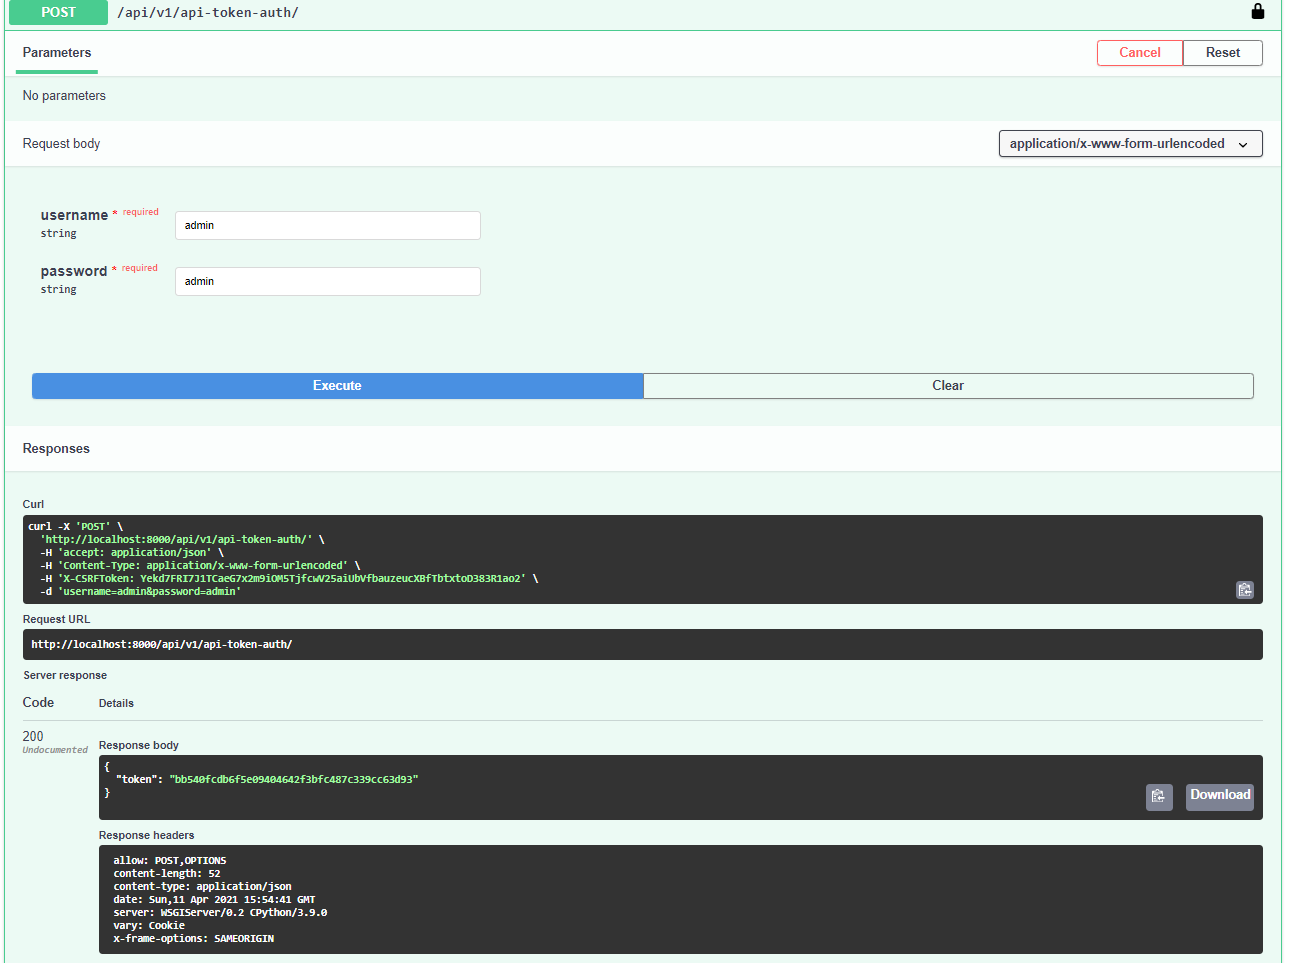 POST /api/v1/api-token-auth/
Parameters
Cancel
Reset
No parameters
Request body
application/x-www-form-urlencoded
username * required
string
admin
password * required
string
admin
Execute
Clear
Responses
Curl
curl -X 'POST' \
'http://localhost:8000/api/v1/api-token-auth/' \
-H 'accept: application/json' \
-H 'Content-Type: application/x-www-form-urlencoded' \
-H 'X-CSRFToken: Yekd7FRI7J1TCaeG7x2m9iOM5TjfcwV25aiUbVfbauzeucXBfTbtxtoD383R1ao2' \
-d 'username=admin&password=admin'
Request URL
http://localhost:8000/api/v1/api-token-auth/
Server response
Code
Details
200
Undocumented
Response body
{
"token": "bb540fcdb6f5e09404642f3bfc487c339cc63d93"
}
Download
Response headers
allow: POST,OPTIONS
content-length: 52
content-type: application/json
date: Sun,11 Apr 2021 15:54:41 GMT
server: WSGIServer/0.2 CPython/3.9.0
vary: Cookie
x-frame-options: SAMEORIGIN